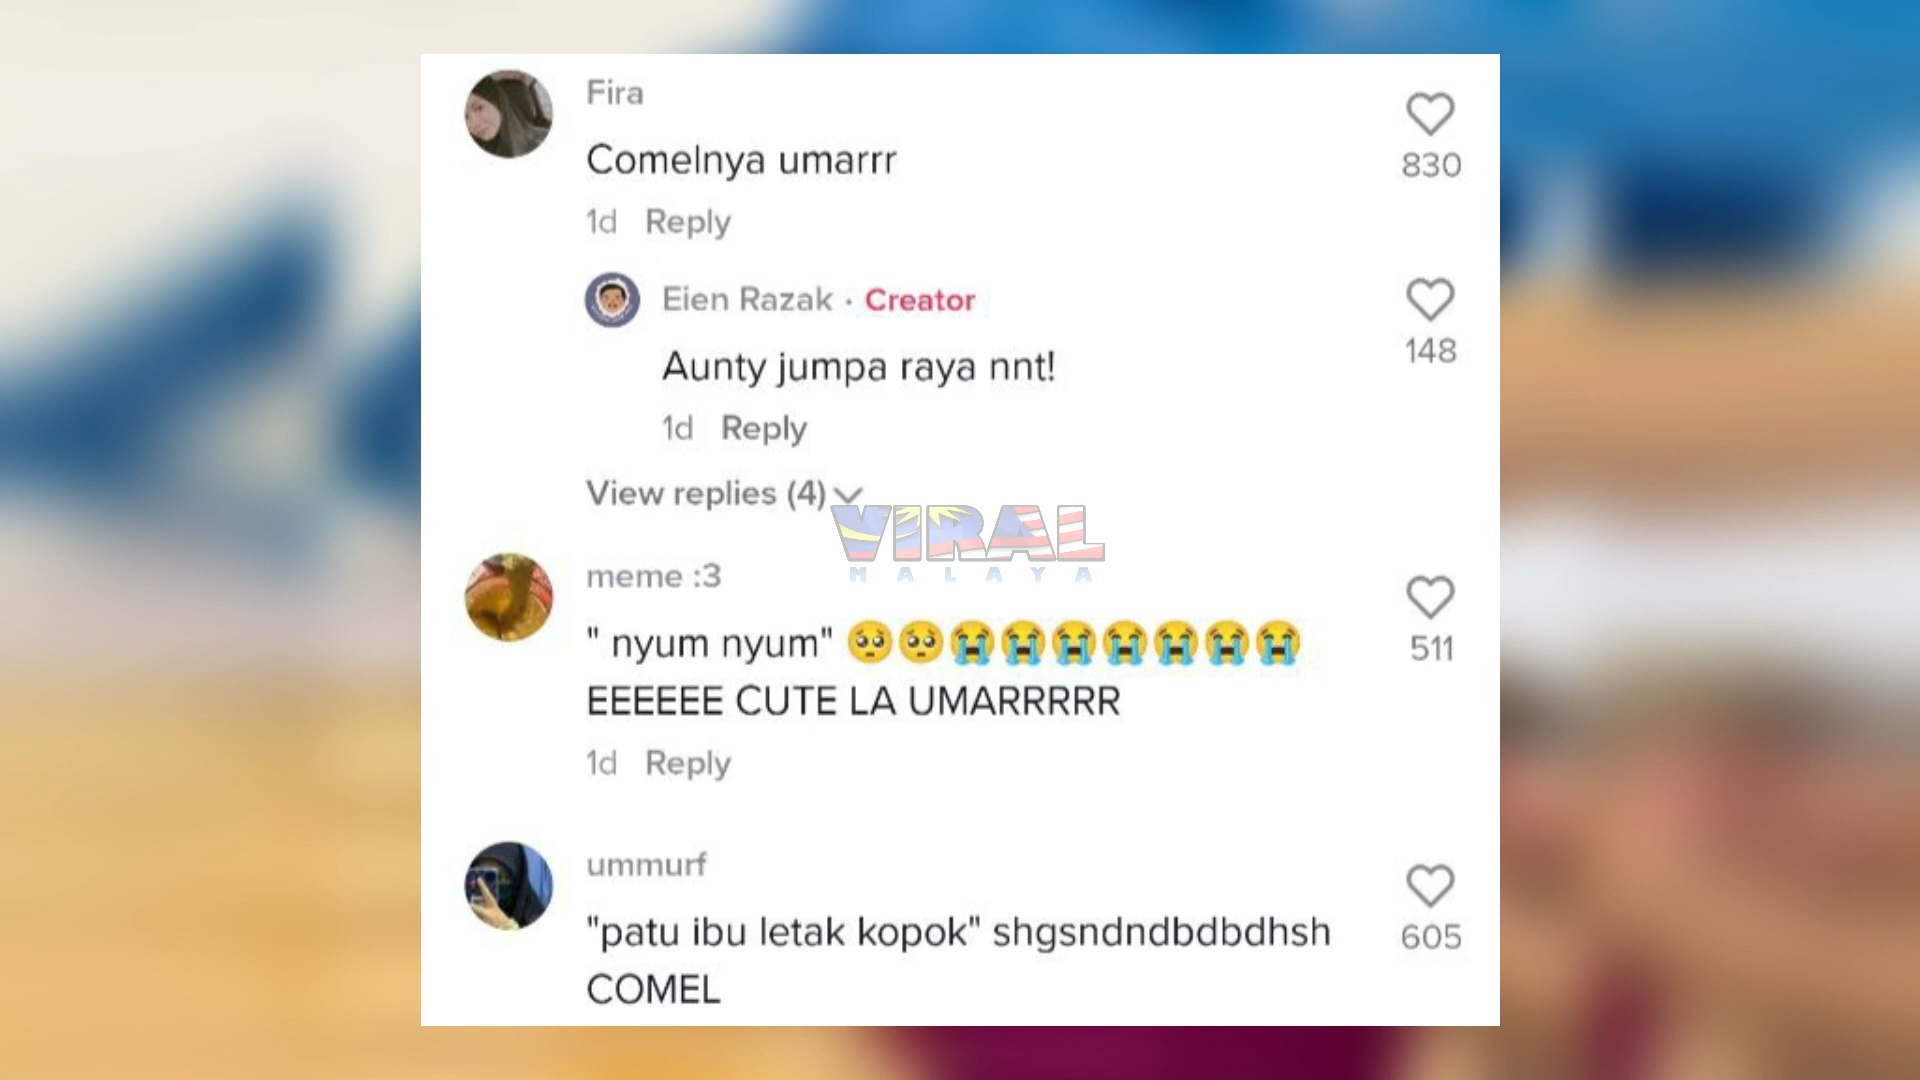 Fira
Comelnya umarrr
830
1d Reply
Eien Razak · Creator
Aunty jumpa raya nnt!
148
1d Reply
View replies (4)
VIRAL
MALAYA
meme :3
" nyum nyum" 🥺🥺😭😭😭😭😭😭😭
EEEEEE CUTE LA UMARRRRR
511
1d Reply
ummurf
"patu ibu letak kopok" shgsndndbdbdhsh
COMEL
605